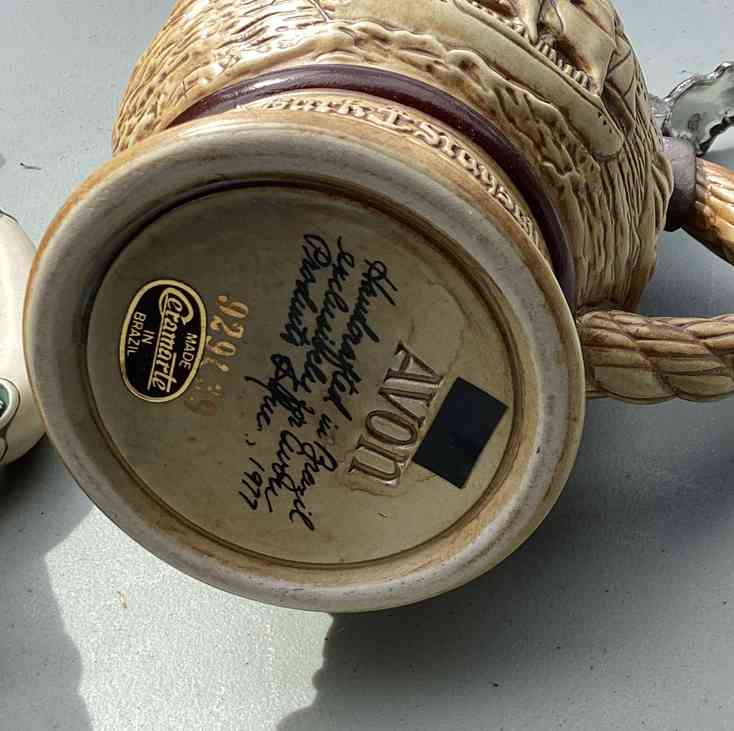 AVON
Handcrafted in Brazil
exclusively for Avon
Products Inc., 1977
Ceramarte
MADE
IN
BRAZIL